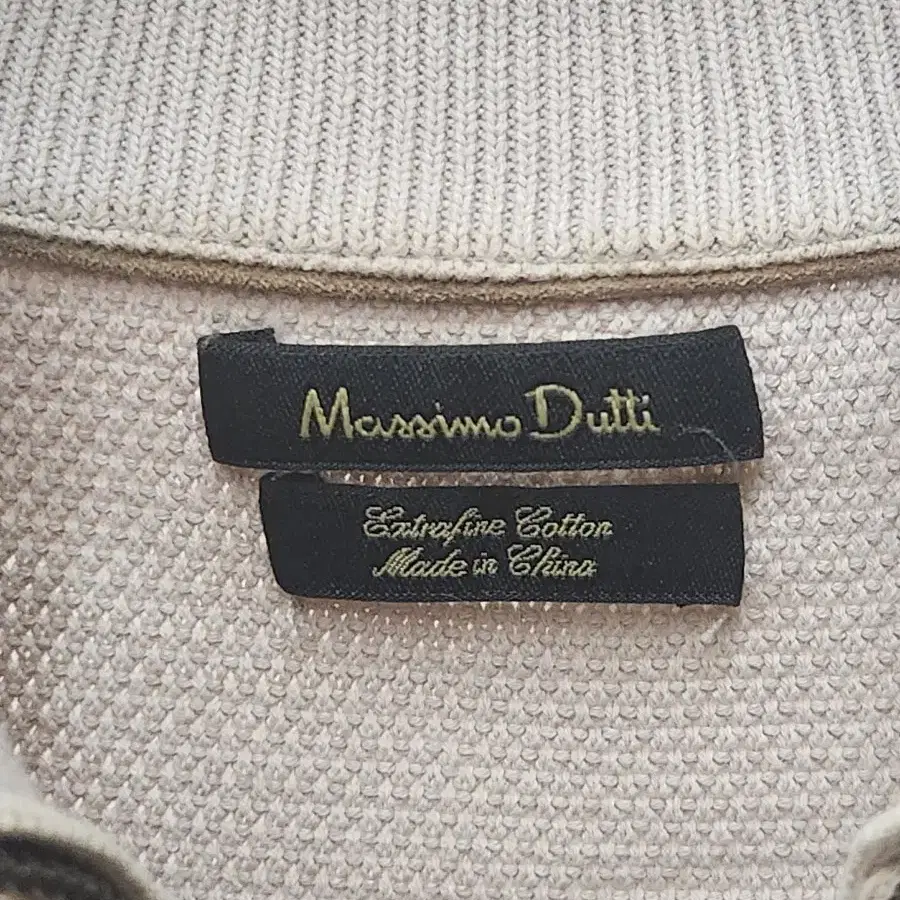 Massimo Dutti
Extrafine Cotton
Made in China